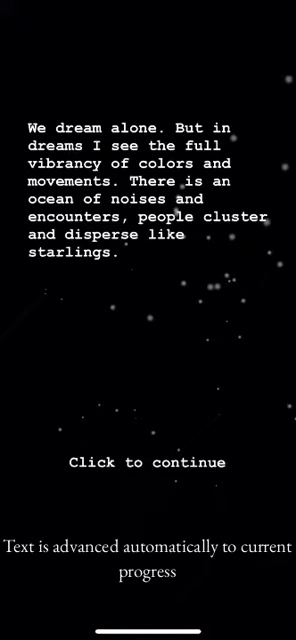 We dream alone. But in
dreams I see the full
vibrancy of colors and
movements. There is an
ocean of noises and
encounters, people cluster
and disperse like
starlings.
Click to continue
Text is advanced automatically to current
progress